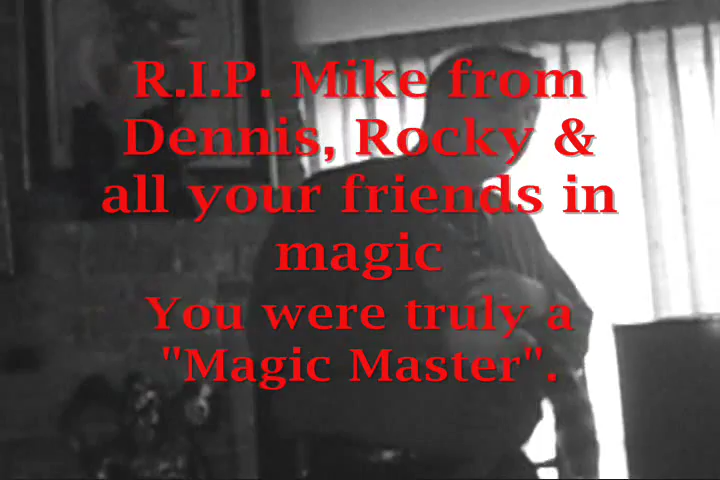 R.I.P. Mike from
Dennis, Rocky &
all your friends in
magic
You were truly a
"Magic Master".